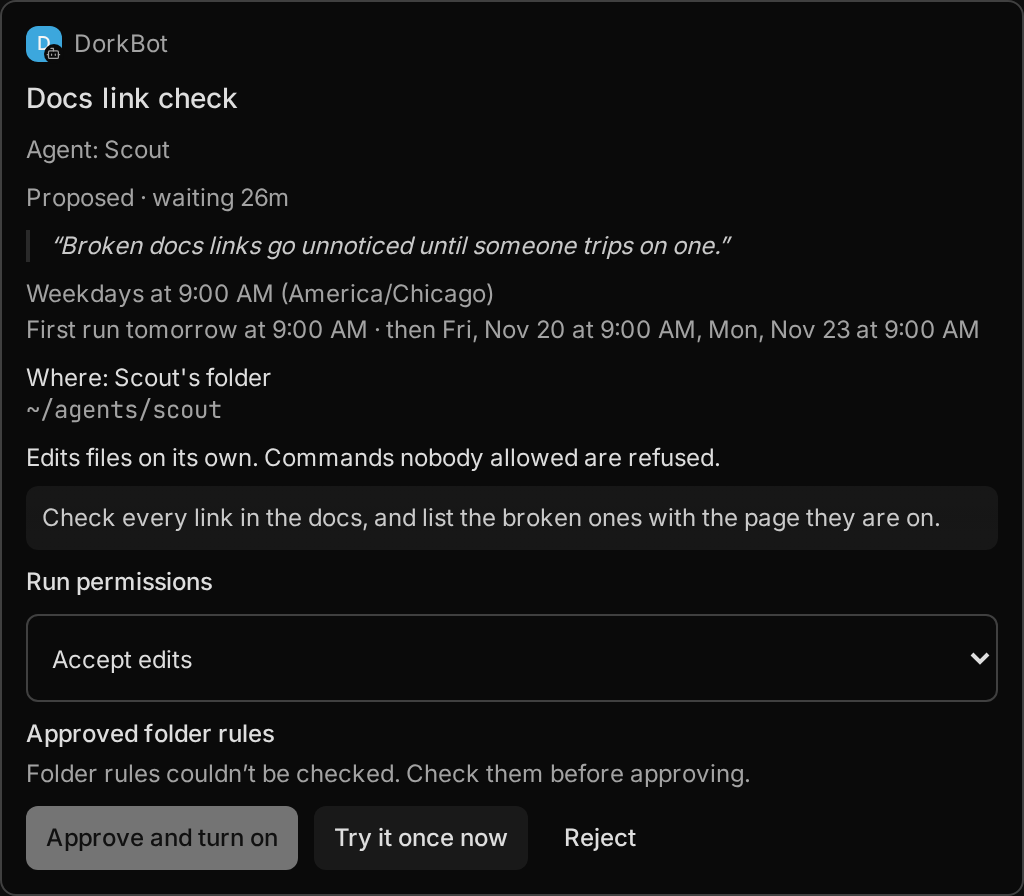 D
DorkBot
Docs link check
Agent: Scout
Proposed · waiting 26m
“Broken docs links go unnoticed until someone trips on one.”
Weekdays at 9:00 AM (America/Chicago)
First run tomorrow at 9:00 AM · then Fri, Nov 20 at 9:00 AM, Mon, Nov 23 at 9:00 AM
Where: Scout's folder
~/agents/scout
Edits files on its own. Commands nobody allowed are refused.
Check every link in the docs, and list the broken ones with the page they are on.
Run permissions
Accept edits
Approved folder rules
Folder rules couldn’t be checked. Check them before approving.
Approve and turn on
Try it once now
Reject